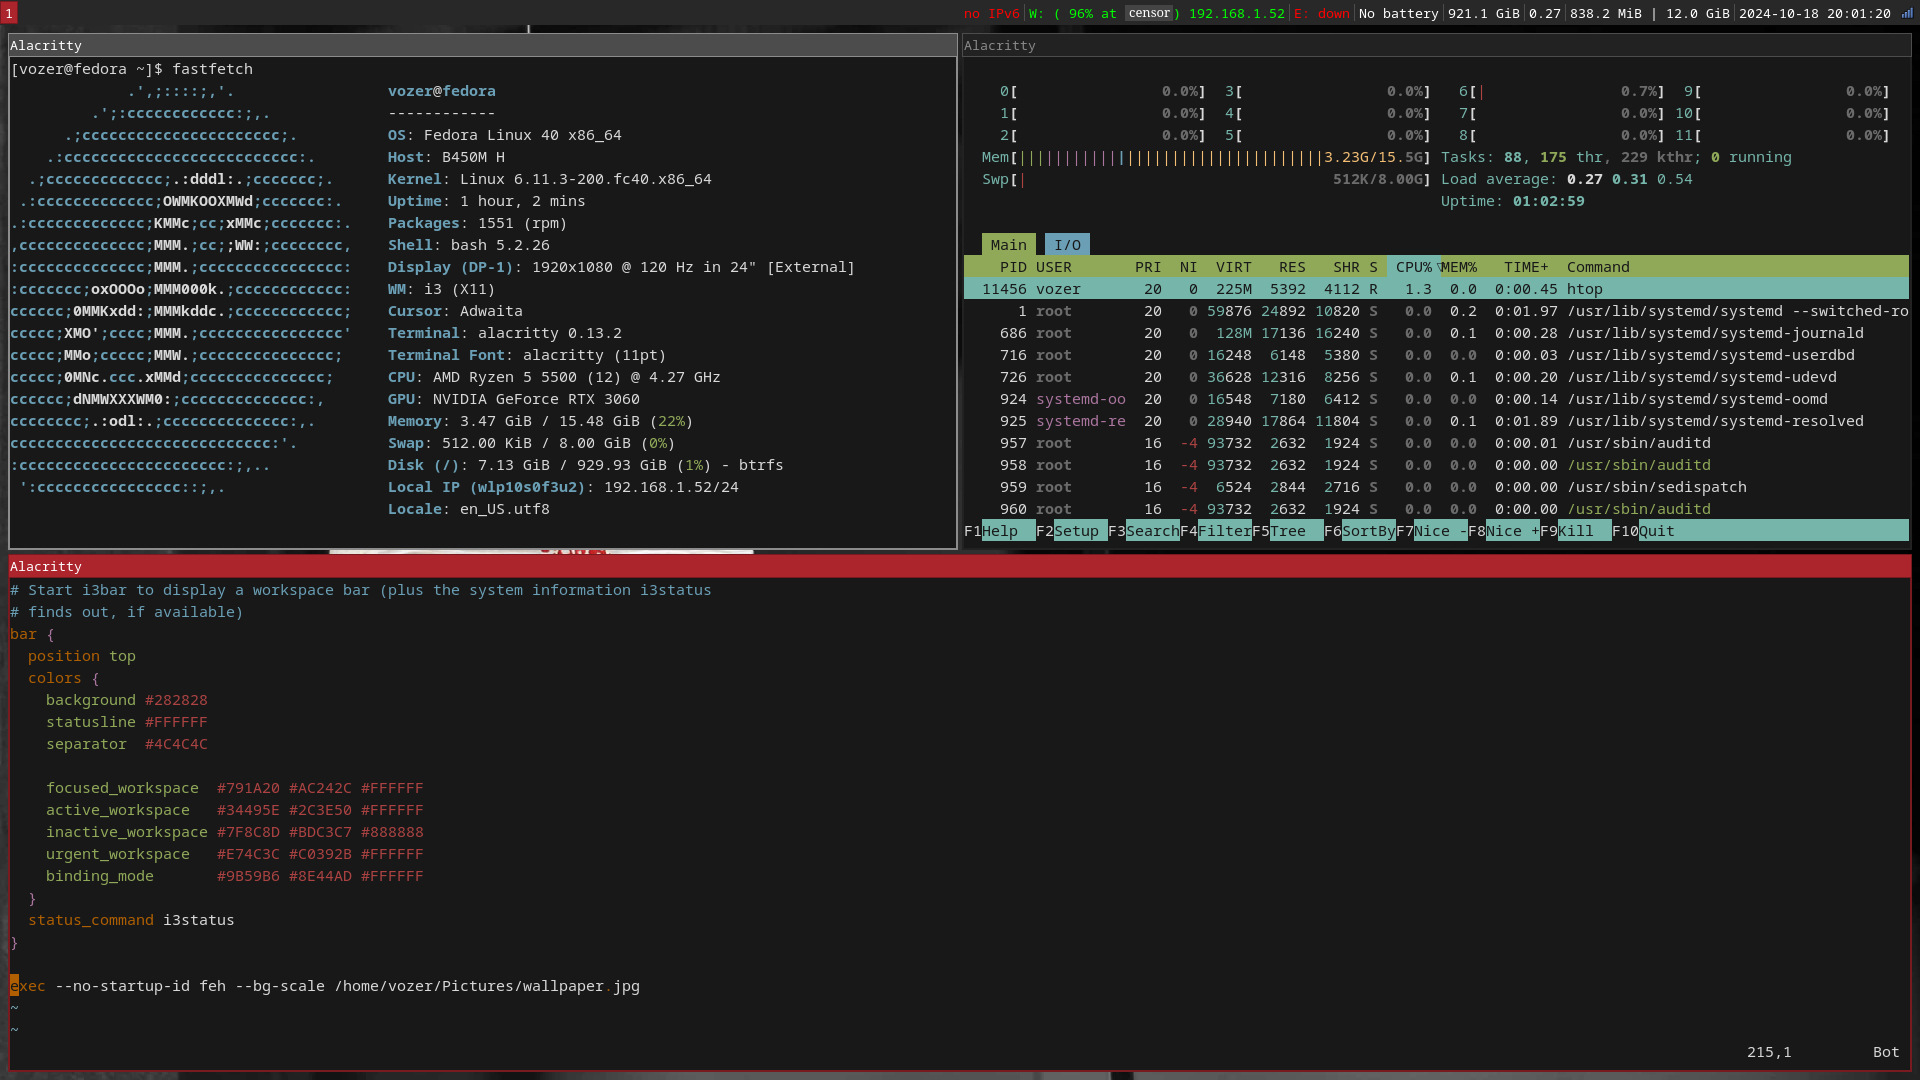 1
no IPv6 W: ( 96% at censor) 192.168.1.52 E: down No battery 921.1 GiB 0.27 838.2 MiB | 12.0 GiB 2024-10-18 20:01:20
Alacritty
[vozer@fedora ~]$ fastfetch
.',;::::;,'.
.';:cccccccccccc:;,.
.;cccccccccccccccccccccc;.
.:cccccccccccccccccccccccccc:.
.;ccccccccccccc;.:dddl:.;ccccccc;.
.:ccccccccccccc;OWMKOOXMWd;ccccccc:.
.:ccccccccccccc;KMMc;cc;xMMc;ccccccc:.
,cccccccccccccc;MMM.;cc;;WW:;cccccccc,
:cccccccccccccc;MMM.;cccccccccccccccc:
:ccccccc;oxOOOo;MMM000k.;cccccccccccc:
cccccc;0MMKxdd:;MMMkddc.;cccccccccccc;
ccccc;XMO';cccc;MMM.;cccccccccccccccc'
ccccc;MMo;ccccc;MMW.;ccccccccccccccc;
ccccc;0MNc.ccc.xMMd;ccccccccccccccc;
cccccc;dNMWXXXWM0:;cccccccccccccc:,
cccccccc;.:odl:.;cccccccccccccc:,.
ccccccccccccccccccccccccccccc:'.
:ccccccccccccccccccccccc:;,..
':cccccccccccccccc::;,.
vozer@fedora
------------
OS: Fedora Linux 40 x86_64
Host: B450M H
Kernel: Linux 6.11.3-200.fc40.x86_64
Uptime: 1 hour, 2 mins
Packages: 1551 (rpm)
Shell: bash 5.2.26
Display (DP-1): 1920x1080 @ 120 Hz in 24" [External]
WM: i3 (X11)
Cursor: Adwaita
Terminal: alacritty 0.13.2
Terminal Font: alacritty (11pt)
CPU: AMD Ryzen 5 5500 (12) @ 4.27 GHz
GPU: NVIDIA GeForce RTX 3060
Memory: 3.47 GiB / 15.48 GiB (22%)
Swap: 512.00 KiB / 8.00 GiB (0%)
Disk (/): 7.13 GiB / 929.93 GiB (1%) - btrfs
Local IP (wlp10s0f3u2): 192.168.1.52/24
Locale: en_US.utf8
Alacritty
0[ 0.0%] 3[ 0.0%] 6[| 0.7%] 9[ 0.0%]
1[ 0.0%] 4[ 0.0%] 7[ 0.0%] 10[ 0.0%]
2[ 0.0%] 5[ 0.0%] 8[ 0.0%] 11[ 0.0%]
Mem[||||||||||||||||||||||||||||||||||3.23G/15.5G] Tasks: 88, 175 thr, 229 kthr; 0 running
Swp[| 512K/8.00G] Load average: 0.27 0.31 0.54
Uptime: 01:02:59
Main I/O
PID USER PRI NI VIRT RES SHR S CPU%▽MEM% TIME+ Command
11456 vozer 20 0 225M 5392 4112 R 1.3 0.0 0:00.45 htop
1 root 20 0 59876 24892 10820 S 0.0 0.2 0:01.97 /usr/lib/systemd/systemd --switched-ro
686 root 20 0 128M 17136 16240 S 0.0 0.1 0:00.28 /usr/lib/systemd/systemd-journald
716 root 20 0 16248 6148 5380 S 0.0 0.0 0:00.03 /usr/lib/systemd/systemd-userdbd
726 root 20 0 36628 12316 8256 S 0.0 0.1 0:00.20 /usr/lib/systemd/systemd-udevd
924 systemd-oo 20 0 16548 7180 6412 S 0.0 0.0 0:00.14 /usr/lib/systemd/systemd-oomd
925 systemd-re 20 0 28940 17864 11804 S 0.0 0.1 0:01.89 /usr/lib/systemd/systemd-resolved
957 root 16 -4 93732 2632 1924 S 0.0 0.0 0:00.01 /usr/sbin/auditd
958 root 16 -4 93732 2632 1924 S 0.0 0.0 0:00.00 /usr/sbin/auditd
959 root 16 -4 6524 2844 2716 S 0.0 0.0 0:00.00 /usr/sbin/sedispatch
960 root 16 -4 93732 2632 1924 S 0.0 0.0 0:00.00 /usr/sbin/auditd
F1Help F2Setup F3SearchF4FilterF5Tree F6SortByF7Nice -F8Nice +F9Kill F10Quit
Alacritty
# Start i3bar to display a workspace bar (plus the system information i3status
# finds out, if available)
bar {
position top
colors {
background #282828
statusline #FFFFFF
separator #4C4C4C
focused_workspace #791A20 #AC242C #FFFFFF
active_workspace #34495E #2C3E50 #FFFFFF
inactive_workspace #7F8C8D #BDC3C7 #888888
urgent_workspace #E74C3C #C0392B #FFFFFF
binding_mode #9B59B6 #8E44AD #FFFFFF
}
status_command i3status
}
exec --no-startup-id feh --bg-scale /home/vozer/Pictures/wallpaper.jpg
~
~
215,1 Bot